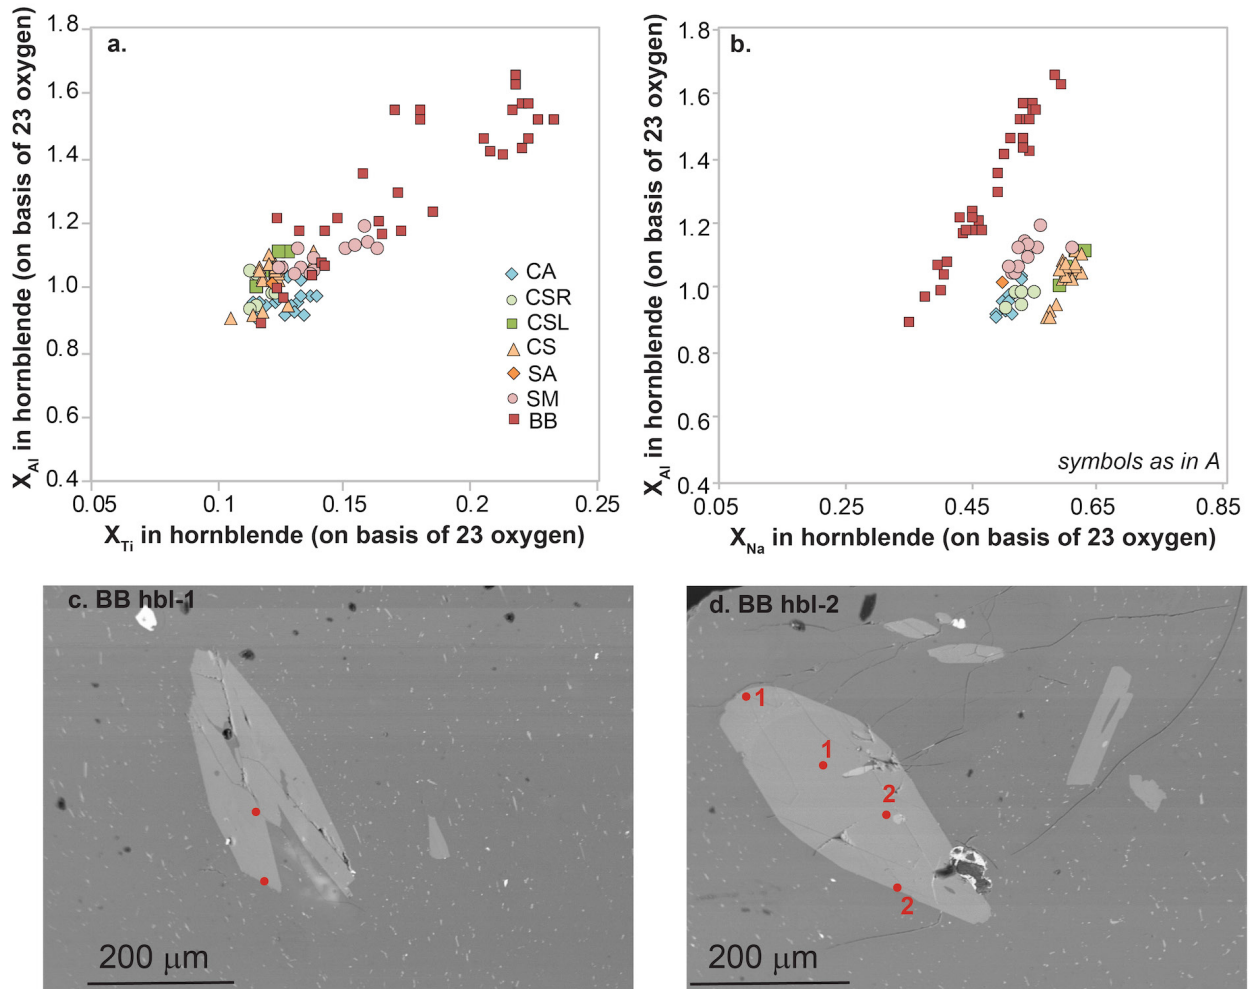 a.
X_Al in hornblende (on basis of 23 oxygen)
1.8
1.6
1.4
1.2
1.0
0.8
0.6
0.4
0.05
0.1
0.15
0.2
0.25
X_Ti in hornblende (on basis of 23 oxygen)
CA
CSR
CSL
CS
SA
SM
BB
b.
X_Al in hornblende (on basis of 23 oxygen)
1.8
1.6
1.4
1.2
1.0
0.8
0.6
0.4
symbols as in A
0.05
0.25
0.45
0.65
0.85
X_Na in hornblende (on basis of 23 oxygen)
c. BB hbl-1
200 μm
d. BB hbl-2
1
1
2
2
200 μm